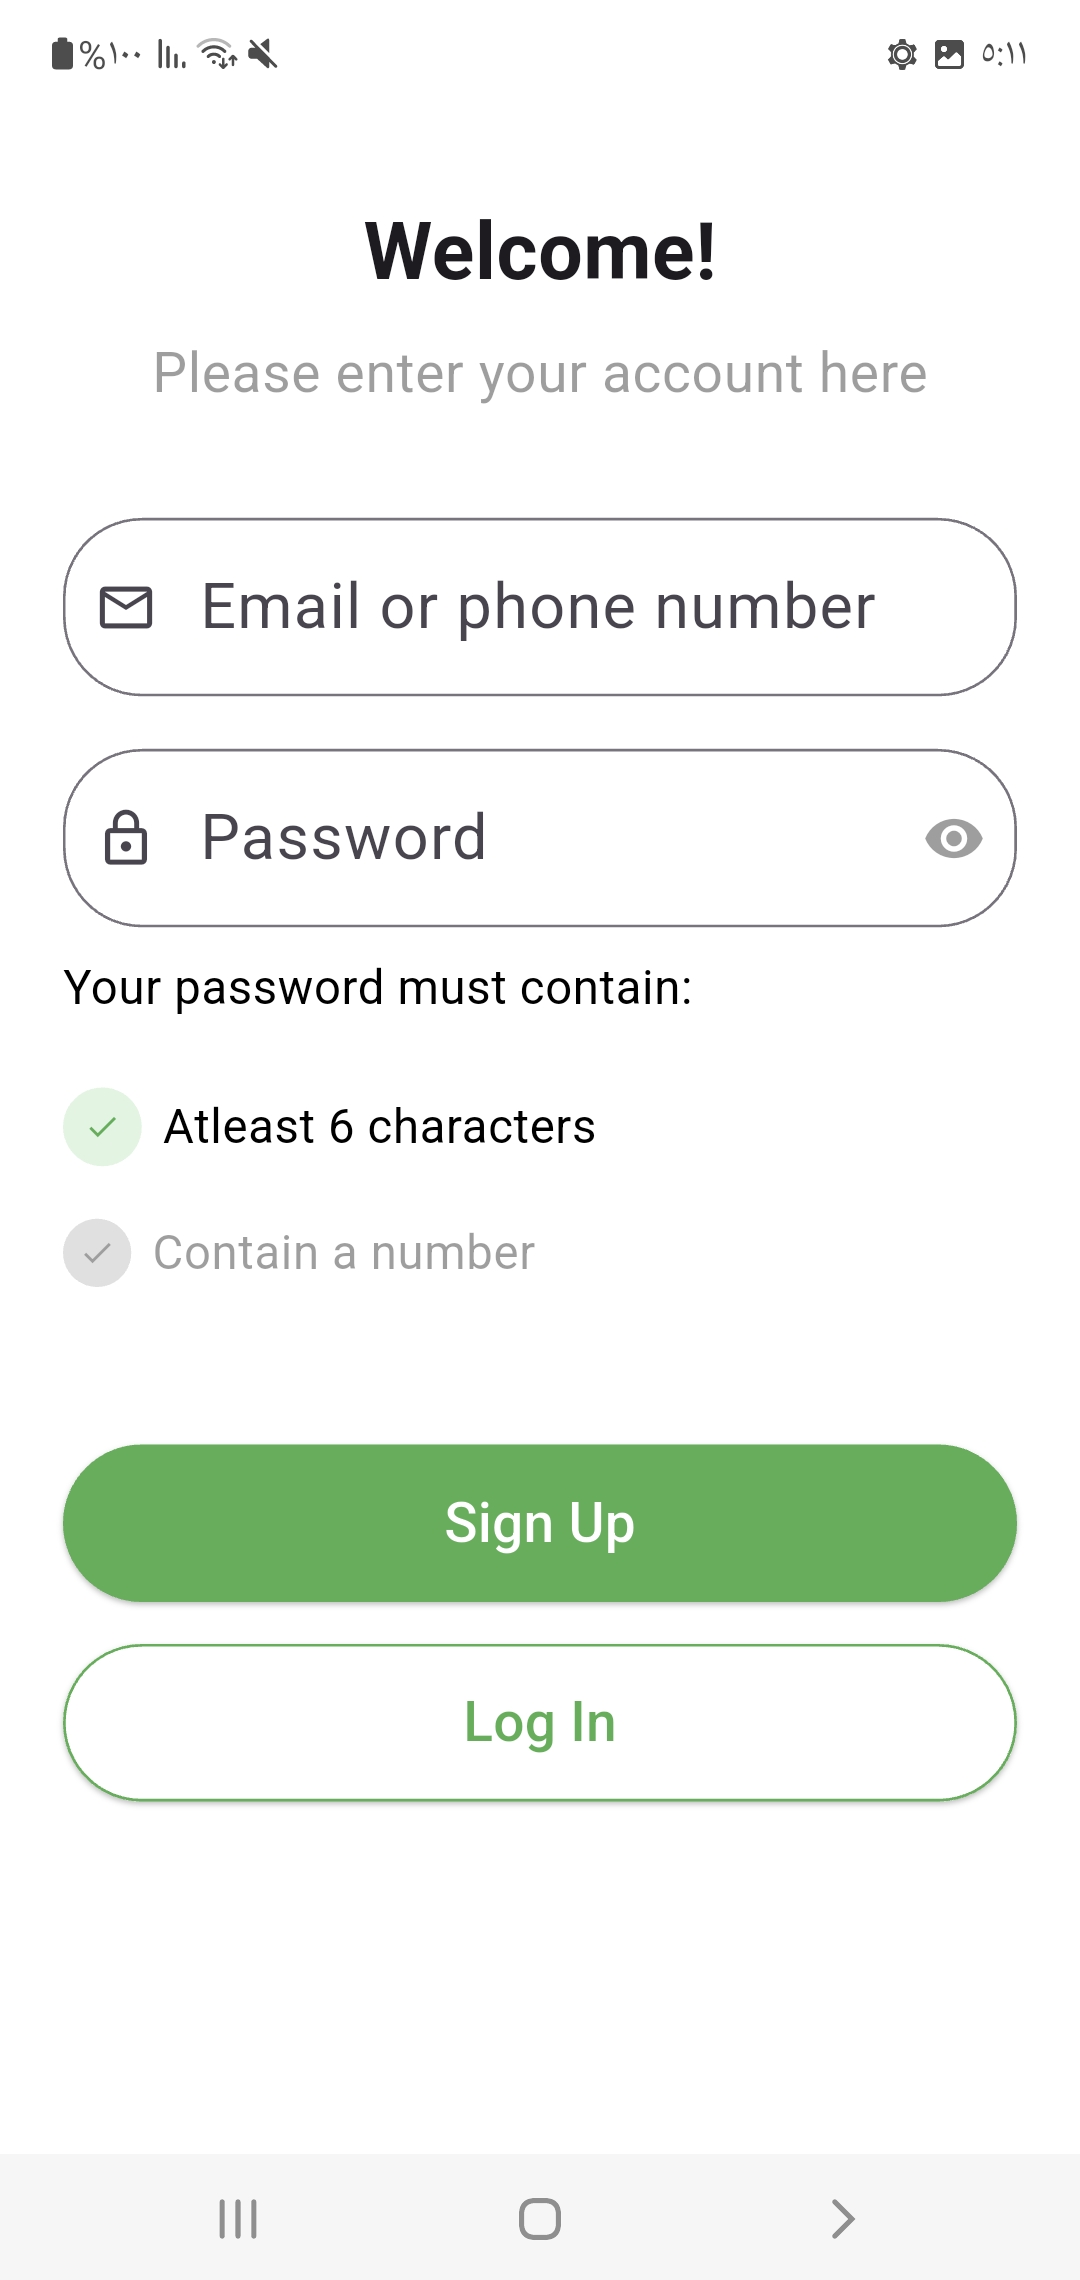 %١٠٠
٥:١١
Welcome!
Please enter your account here
Email or phone number
Password
Your password must contain:
Atleast 6 characters
Contain a number
Sign Up
Log In